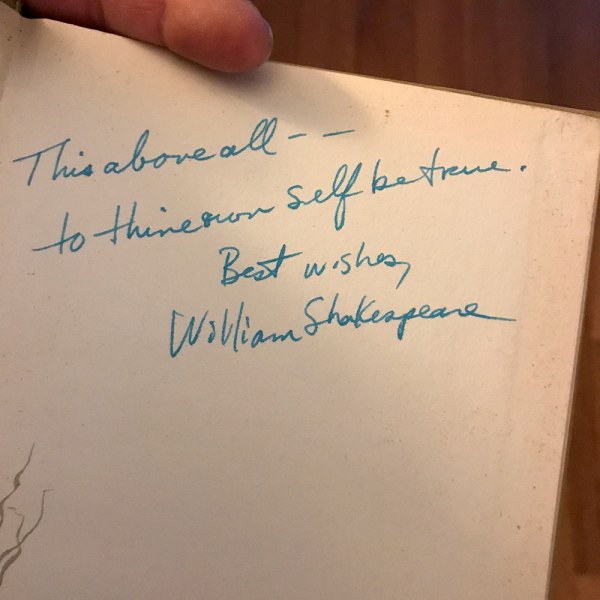 This above all - -
to thine own self be true.
Best wishes,
William Shakespeare